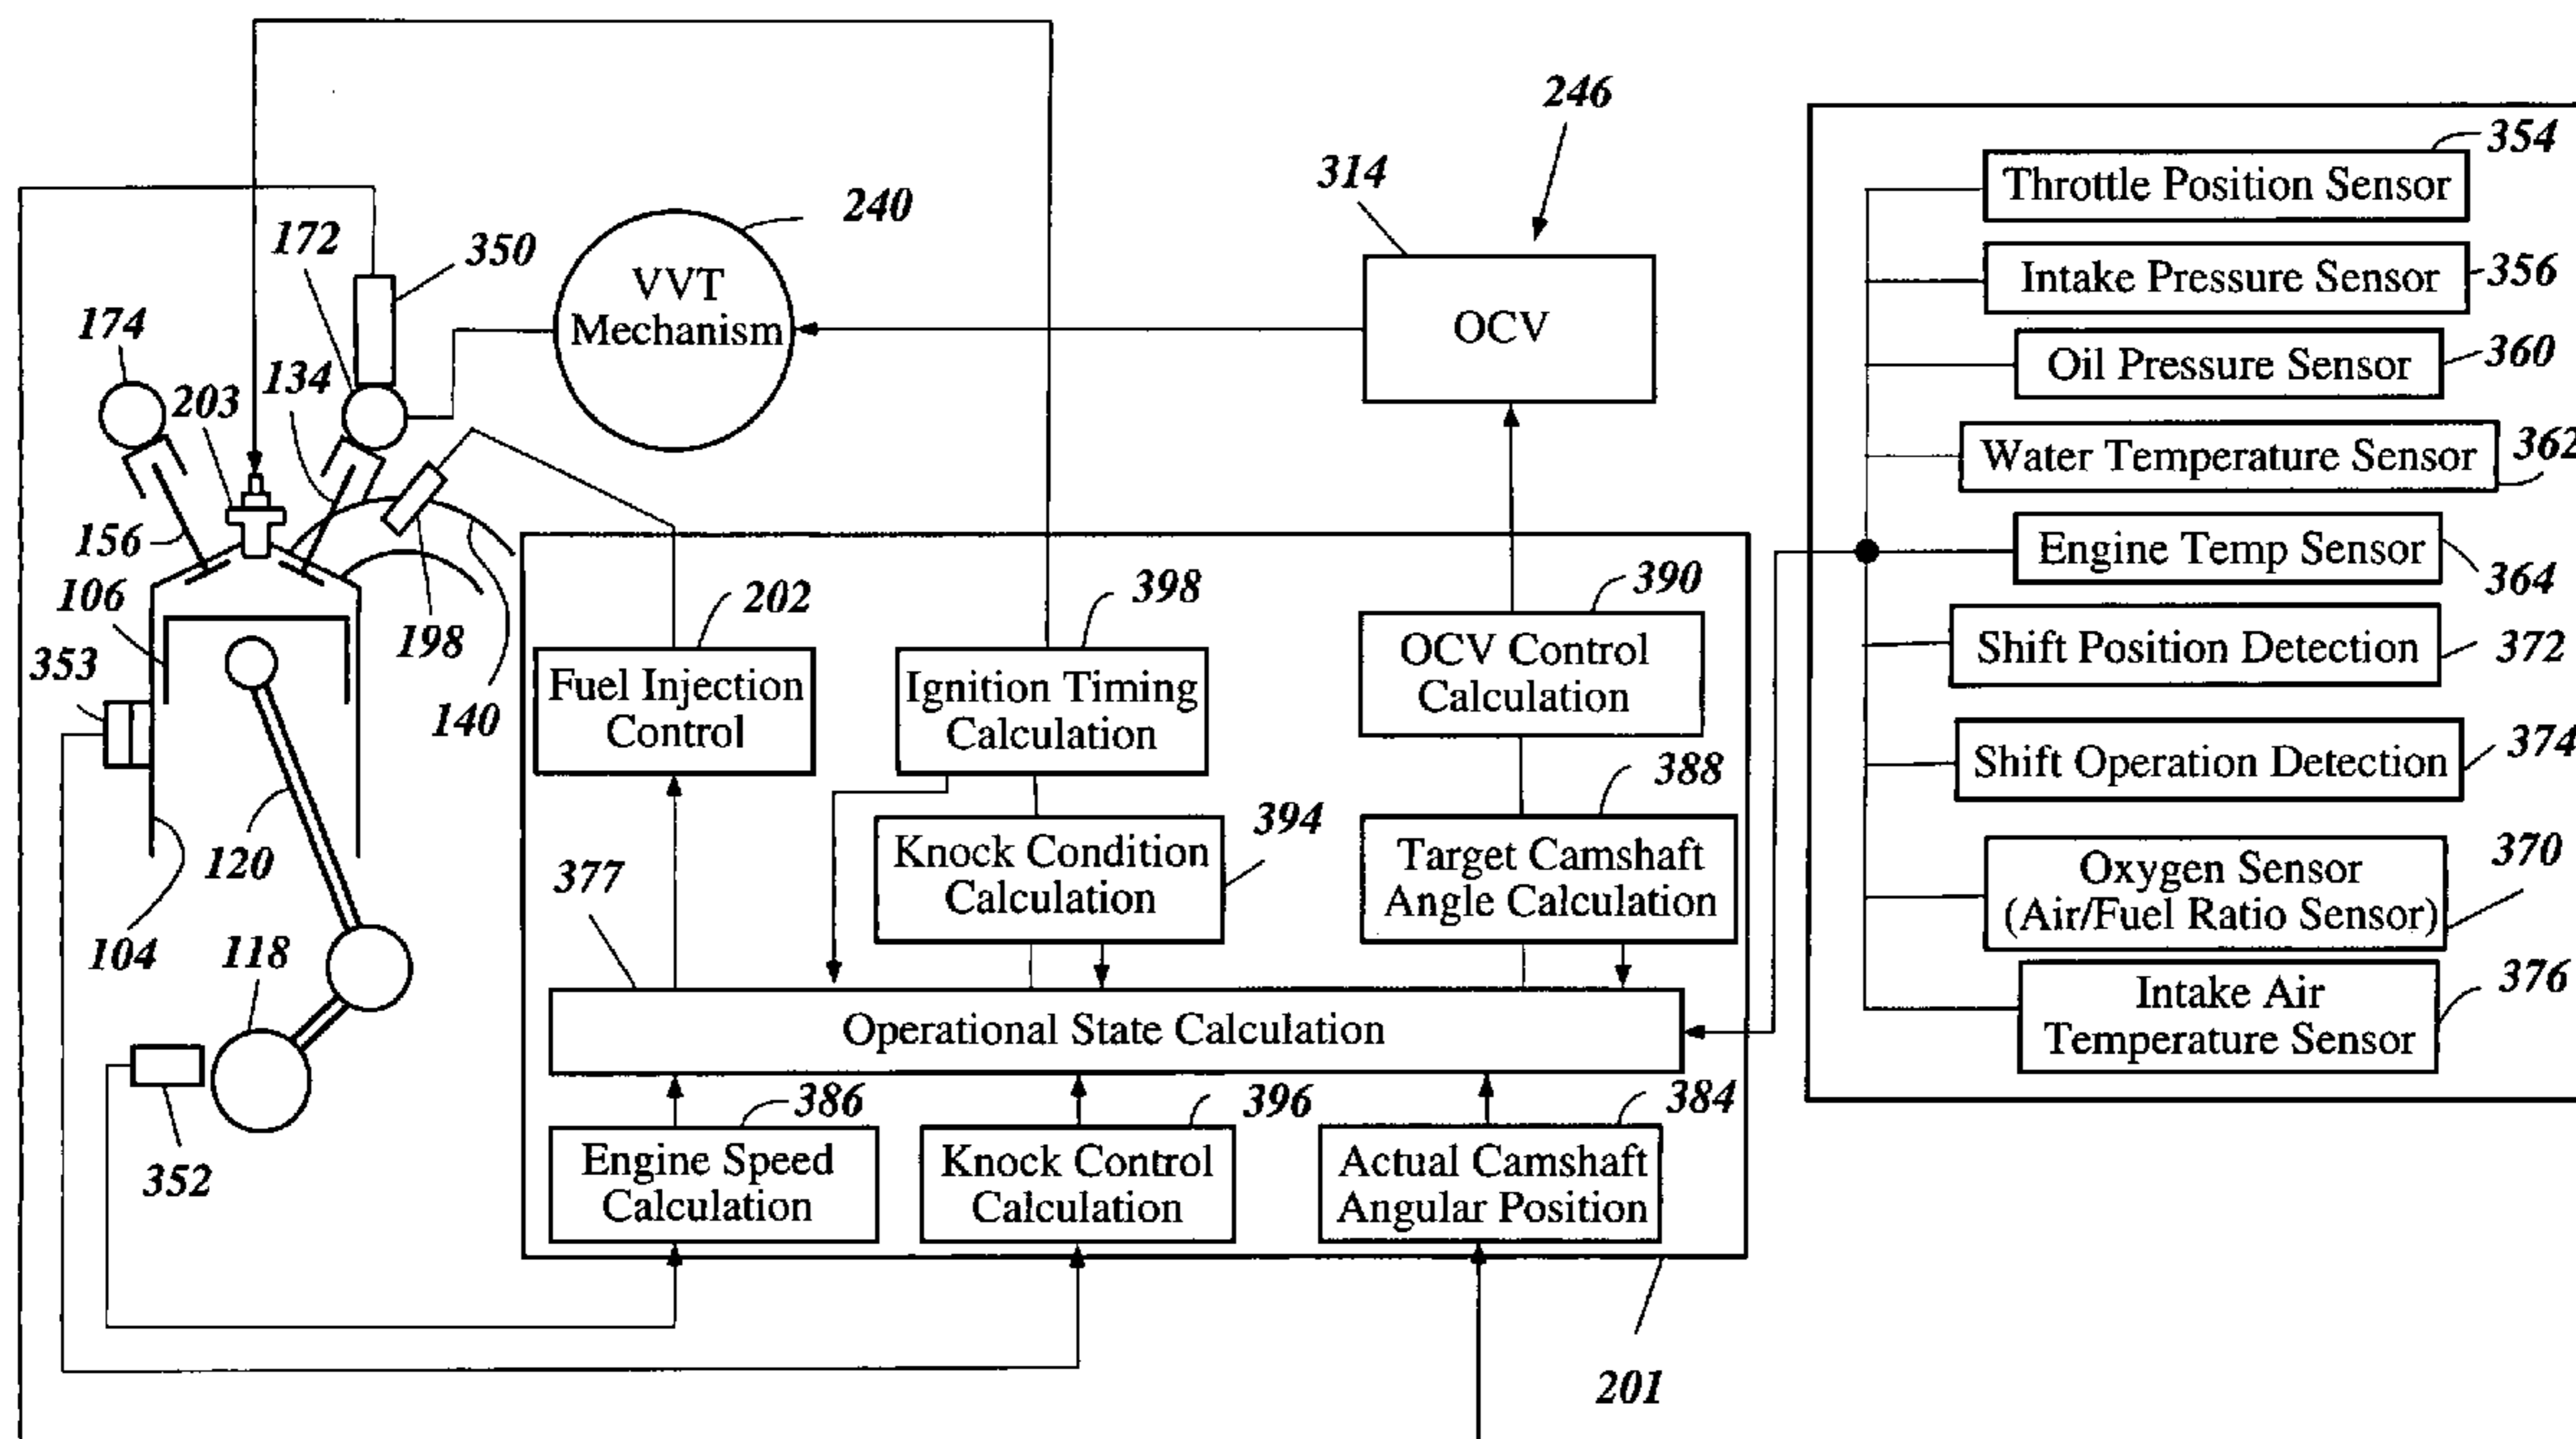 246
354
Throttle Position Sensor
314
240
172
350
VVT
Mechanism
OCV
Intake Pressure Sensor
356
174
203
134
Oil Pressure Sensor
360
Water Temperature Sensor
362
156
Engine Temp Sensor
364
106
202
398
390
198
353
140
Fuel Injection
Control
Ignition Timing
Calculation
OCV Control
Calculation
Shift Position Detection
372
Shift Operation Detection
374
388
120
377
Knock Condition
Calculation
394
Target Camshaft
Angle Calculation
Oxygen Sensor
(Air/Fuel Ratio Sensor)
370
104
118
Operational State Calculation
Intake Air
Temperature Sensor
376
386
396
384
352
Engine Speed
Calculation
Knock Control
Calculation
Actual Camshaft
Angular Position
201